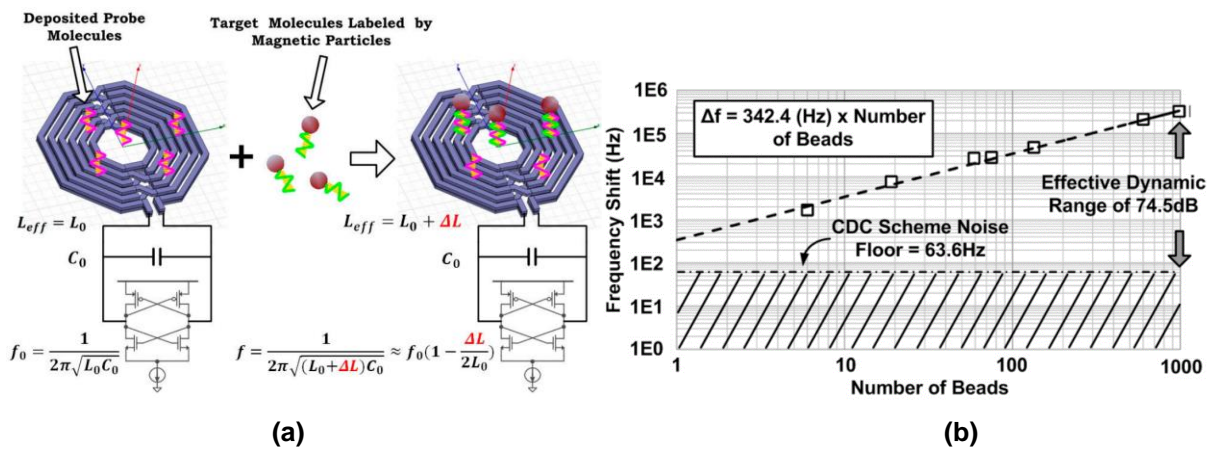 Deposited Probe
Molecules
Target Molecules Labeled by
Magnetic Particles
L_eff = L_0
C_0
L_eff = L_0 + ΔL
C_0
f_0 = 1 / (2π√(L_0C_0))
f = 1 / (2π√((L_0+ΔL)C_0)) ≈ f_0(1 - ΔL / 2L_0)
(a)
Frequency Shift (Hz)
1E6
1E5
1E4
1E3
1E2
1E1
1E0
Δf = 342.4 (Hz) x Number
of Beads
Effective Dynamic
Range of 74.5dB
CDC Scheme Noise
Floor = 63.6Hz
1 10 100 1000
Number of Beads
(b)